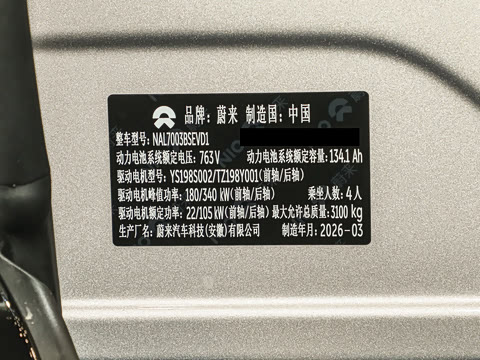 品牌：蔚来 制造国：中国
整车型号：NAL7003BSEVD1
动力电池系统额定电压：763V 动力电池系统额定容量：134.1 Ah
驱动电机型号：YS198S002/TZ198Y001(前轴/后轴)
驱动电机峰值功率：180/340 kW(前轴/后轴) 乘坐人数：4人
驱动电机额定功率：22/105 kW(前轴/后轴) 最大允许总质量：3100 kg
生产厂名：蔚来汽车科技(安徽)有限公司 制造年月：2026-03